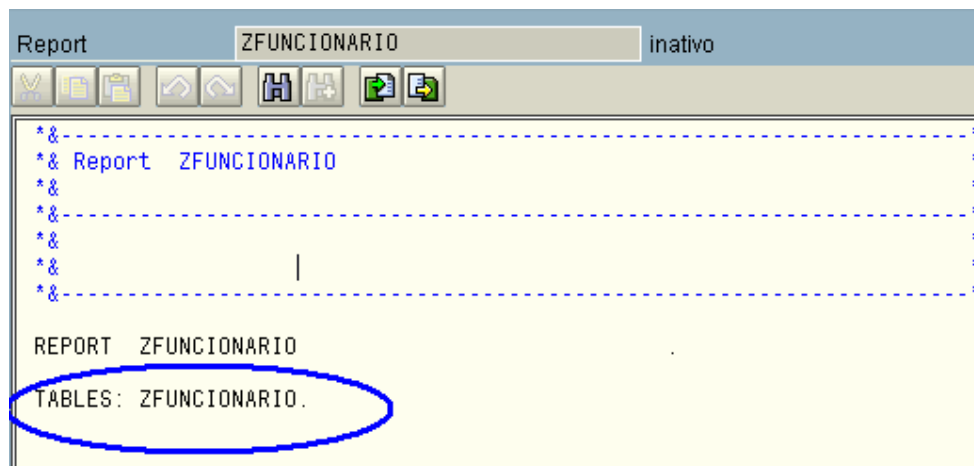 Report ZFUNCIONARIO inativo
*&---------------------------------------------------------------------*
*& Report  ZFUNCIONARIO
*&                                                                     *
*&---------------------------------------------------------------------*
*&                                                                     *
*&                                                                     *
*&---------------------------------------------------------------------*
REPORT  ZFUNCIONARIO                            .
TABLES: ZFUNCIONARIO.